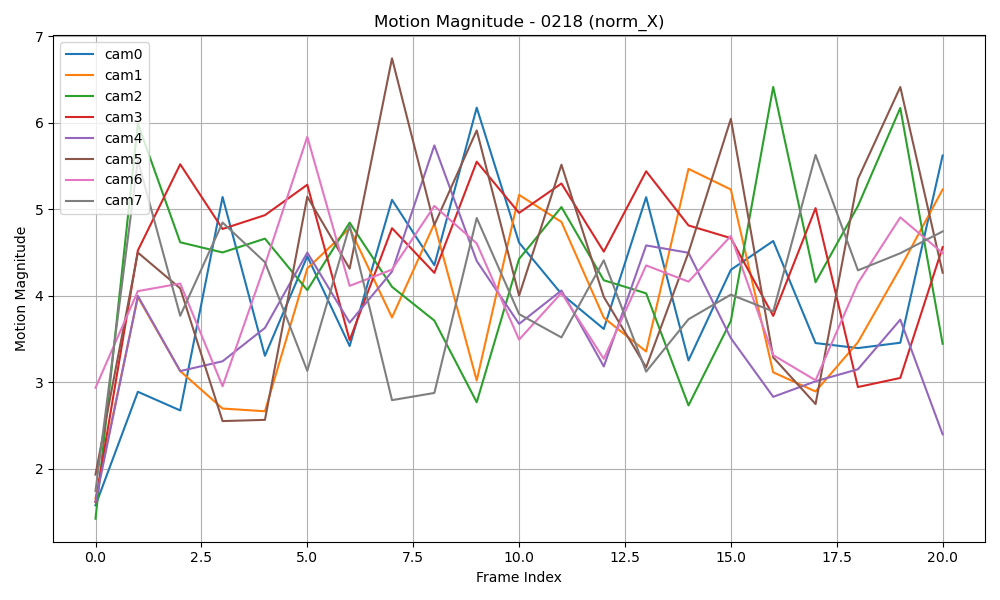 Motion Magnitude - 0218 (norm_X)
Motion Magnitude
7
6
5
4
3
2
cam0
cam1
cam2
cam3
cam4
cam5
cam6
cam7
0.0 2.5 5.0 7.5 10.0 12.5 15.0 17.5 20.0
Frame Index